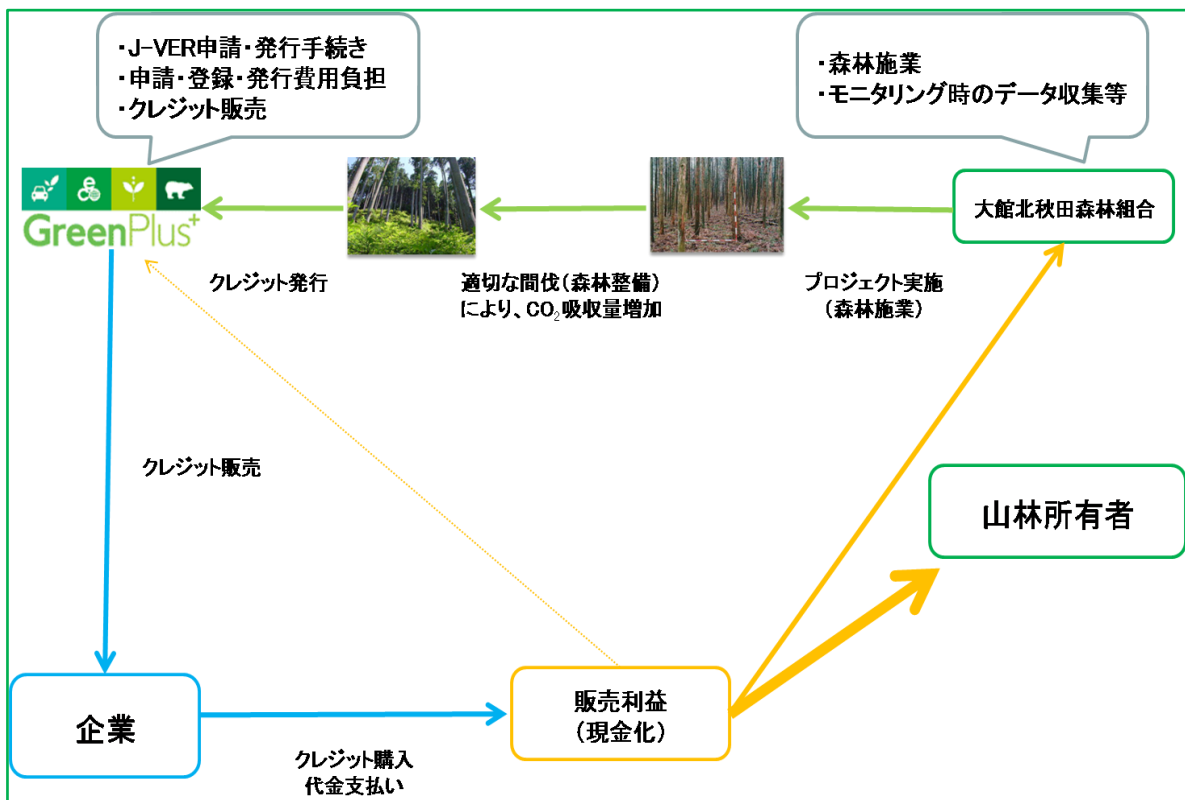 ・J-VER申請・発行手続き
・申請・登録・発行費用負担
・クレジット販売
・森林施業
・モニタリング時のデータ収集等
GreenPlus+
大館北秋田森林組合
クレジット発行
適切な間伐(森林整備)
により、CO₂吸収量増加
プロジェクト実施
(森林施業)
クレジット販売
山林所有者
企業
販売利益
(現金化)
クレジット購入
代金支払い